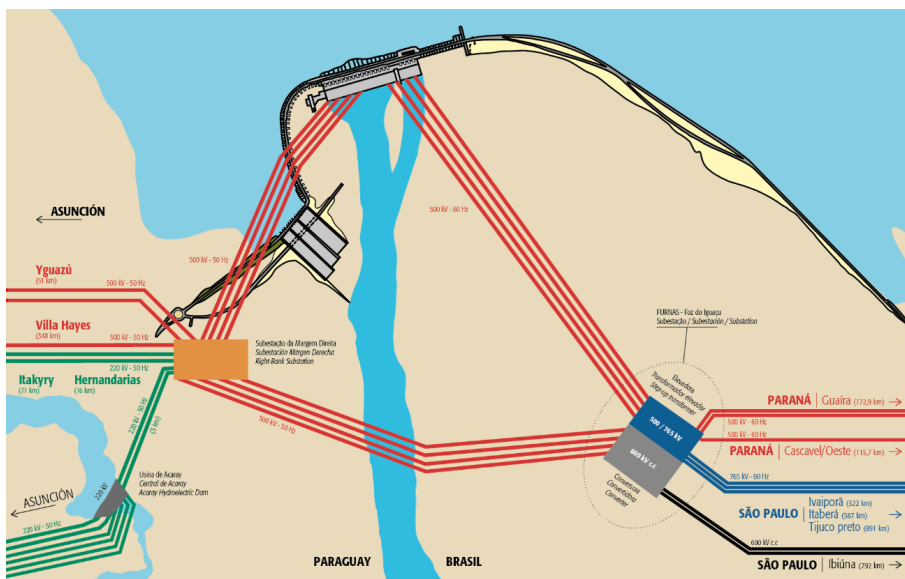 ASUNCIÓN
500 kV - 60 Hz
500 kV - 50 Hz
Yguazú
(51 km)
500 kV - 50 Hz
Villa Hayes
(348 km)
500 kV - 50 Hz
220 kV - 50 Hz
Itakyry
(71 km)
Hernandarias
(16 km)
220 kV - 50 Hz
(5 km)
Subestação da Margem Direita
Subestación Margen Derecha
Right-Bank Substation
500 kV - 50 Hz
Usina de Acaray
Central de Acaray
Acaray Hydroelectric Dam
220 kV
ASUNCIÓN
220 kV - 50 Hz
PARAGUAY
BRASIL
FURNAS - Foz do Iguaçu
Subestação / Subestación / Substation
Elevadora
Transformador elevador
Step-up transformer
500 / 765 kV
600 kV c.c
Conversora
Convertidora
Converter
PARANÁ | Guaíra (172,9 km)
500 kV - 60 Hz
500 kV - 60 Hz
PARANÁ | Cascavel/Oeste (115,7 km)
765 kV - 60 Hz
SÃO PAULO
Ivaiporã (322 km)
Itaberá (587 km)
Tijuco preto (891 km)
600 kV c.c
SÃO PAULO | Ibiúna (792 km)